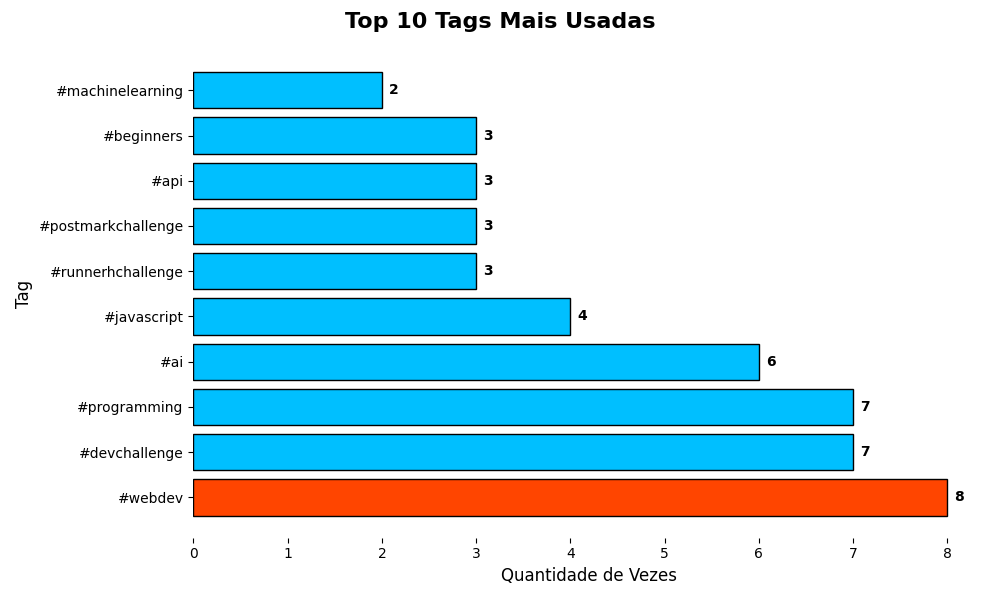 Top 10 Tags Mais Usadas
Tag
#machinelearning 2
#beginners 3
#api 3
#postmarkchallenge 3
#runnerhchallenge 3
#javascript 4
#ai 6
#programming 7
#devchallenge 7
#webdev 8
0 1 2 3 4 5 6 7 8
Quantidade de Vezes